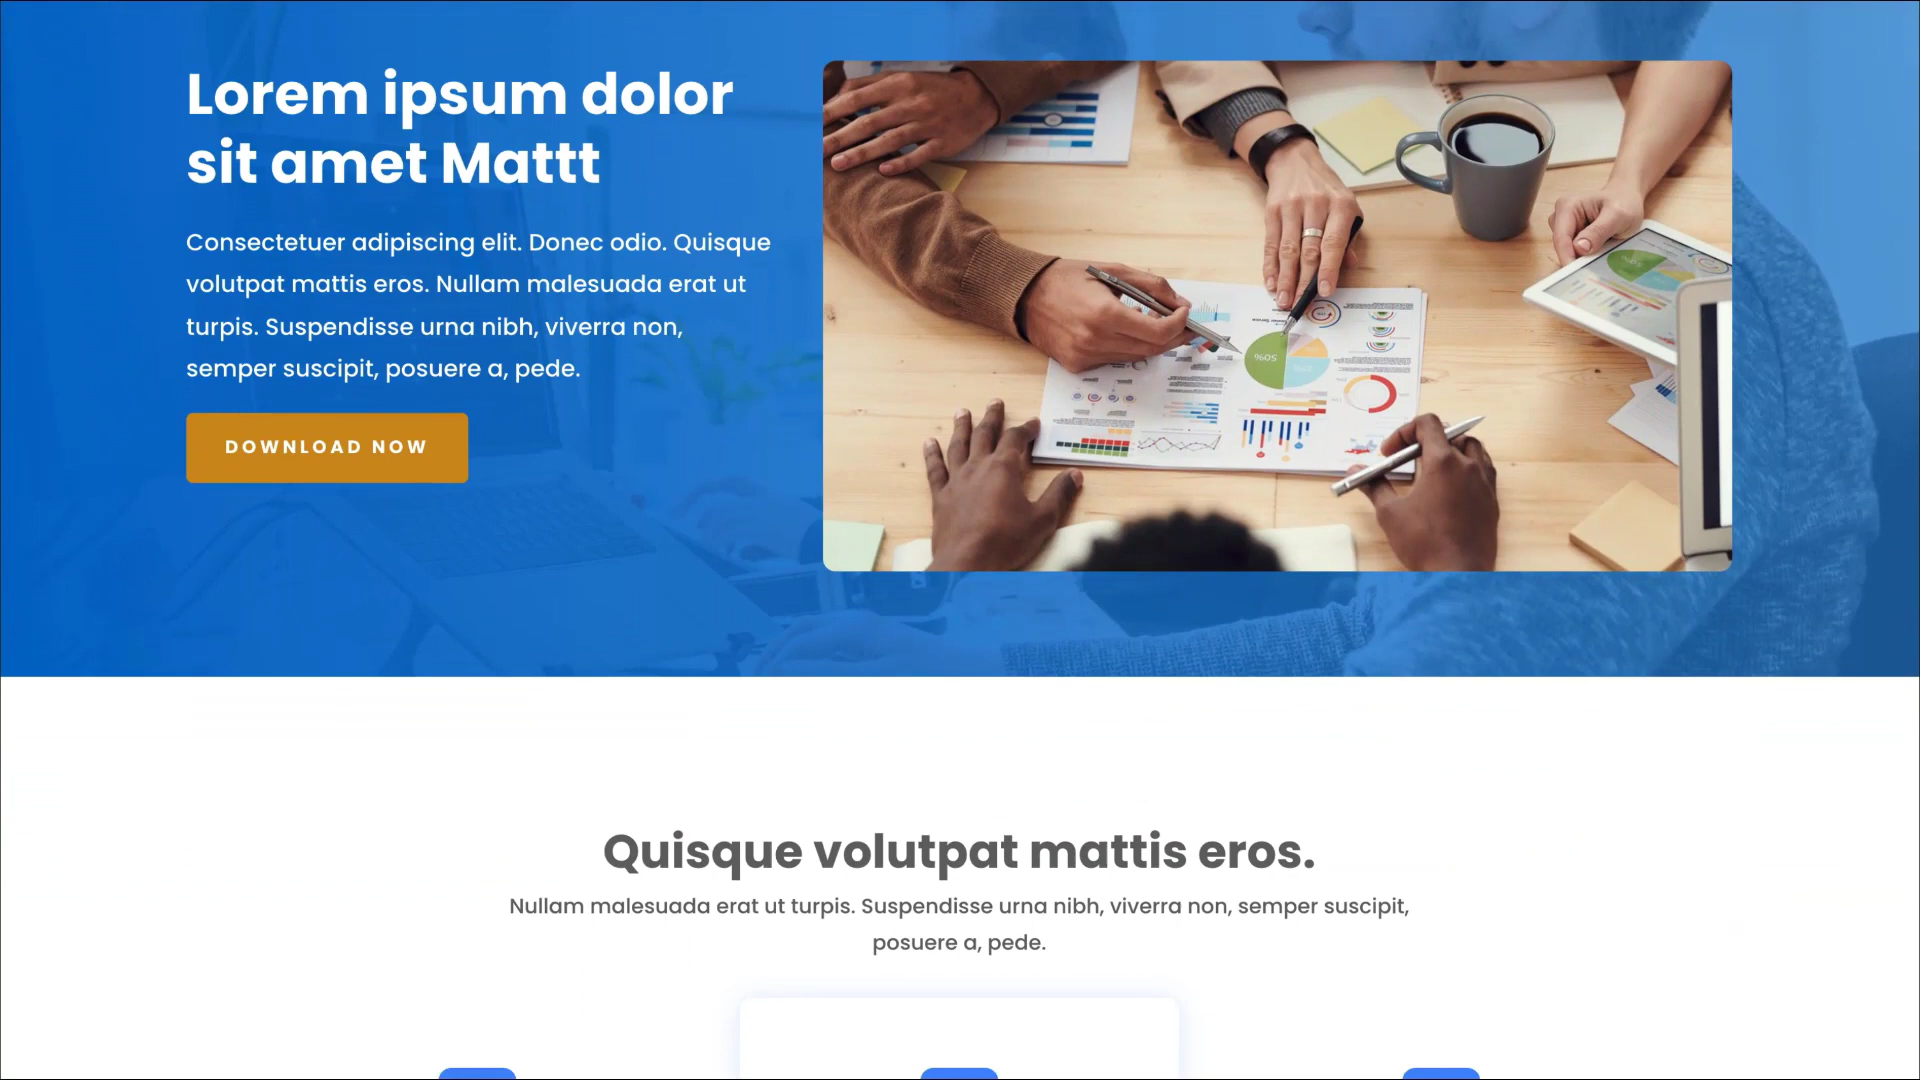 Lorem ipsum dolor
sit amet Mattt
Consectetuer adipiscing elit. Donec odio. Quisque
volutpat mattis eros. Nullam malesuada erat ut
turpis. Suspendisse urna nibh, viverra non,
semper suscipit, posuere a, pede.
DOWNLOAD NOW
50%
Quisque volutpat mattis eros.
Nullam malesuada erat ut turpis. Suspendisse urna nibh, viverra non, semper suscipit,
posuere a, pede.